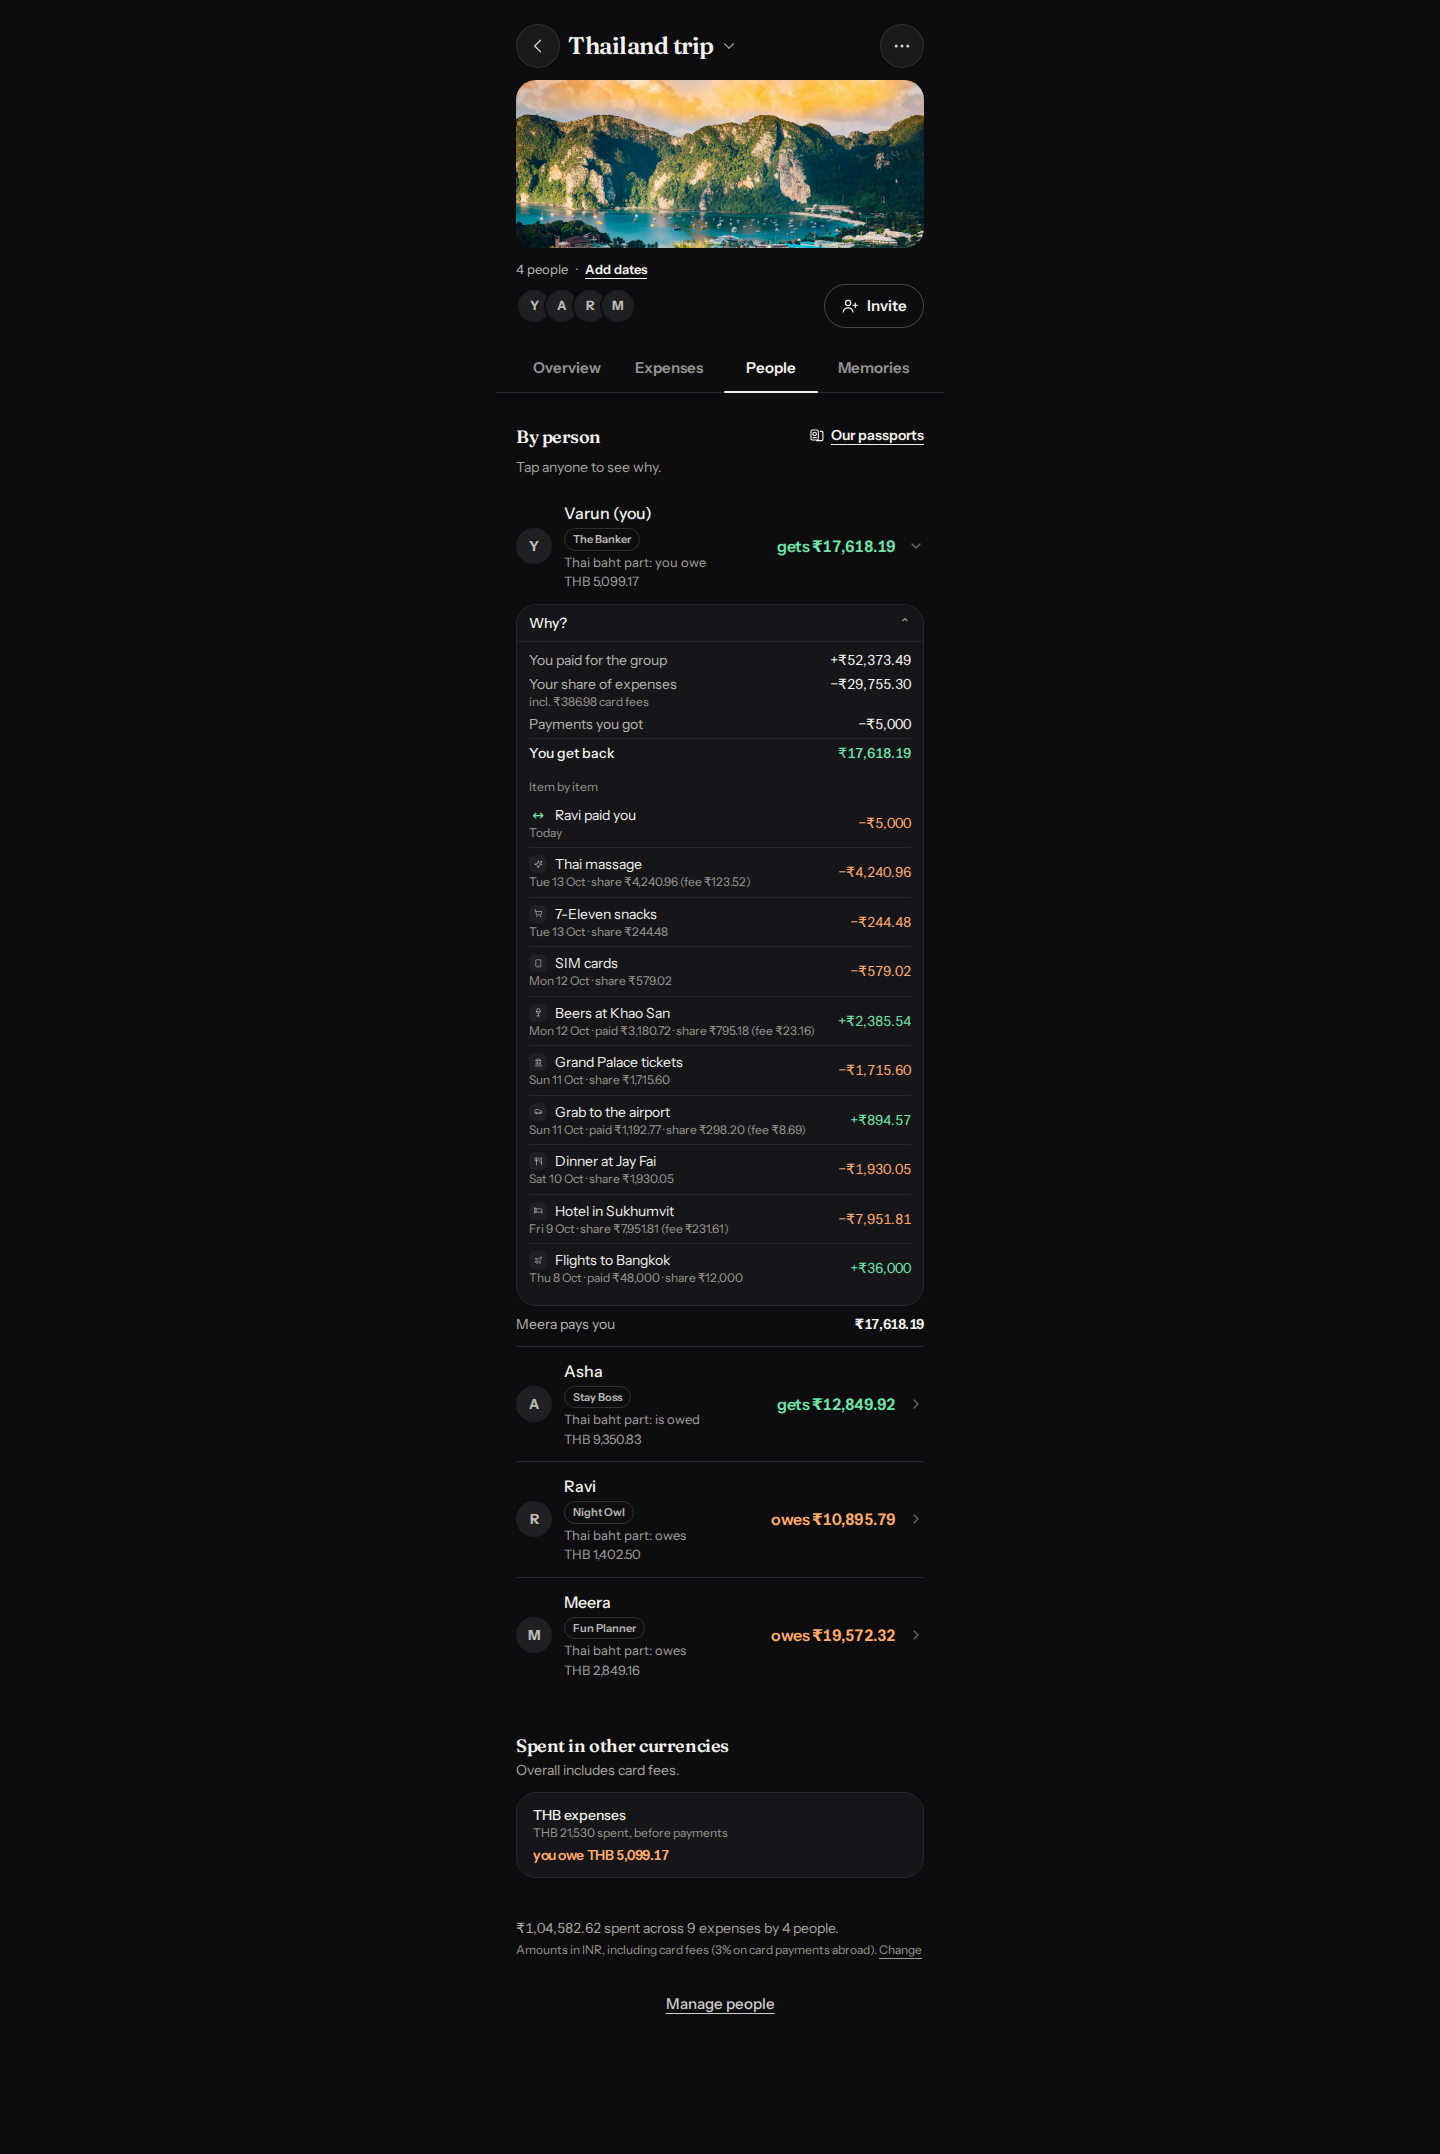 Thailand trip
4 people · Add dates
Y A R M
Invite
Overview Expenses People Memories
By person
Our passports
Tap anyone to see why.
Varun (you)
Y
The Banker
gets ₹17,618.19
Thai baht part: you owe
THB 5,099.17
Why?
You paid for the group +₹52,373.49
Your share of expenses −₹29,755.30
incl. ₹386.98 card fees
Payments you got −₹5,000
You get back ₹17,618.19
Item by item
Ravi paid you −₹5,000
Today
Thai massage −₹4,240.96
Tue 13 Oct · share ₹4,240.96 (fee ₹123.52)
7-Eleven snacks −₹244.48
Tue 13 Oct · share ₹244.48
SIM cards −₹579.02
Mon 12 Oct · share ₹579.02
Beers at Khao San +₹2,385.54
Mon 12 Oct · paid ₹3,180.72 · share ₹795.18 (fee ₹23.16)
Grand Palace tickets −₹1,715.60
Sun 11 Oct · share ₹1,715.60
Grab to the airport +₹894.57
Sun 11 Oct · paid ₹1,192.77 · share ₹298.20 (fee ₹8.69)
Dinner at Jay Fai −₹1,930.05
Sat 10 Oct · share ₹1,930.05
Hotel in Sukhumvit −₹7,951.81
Fri 9 Oct · share ₹7,951.81 (fee ₹231.61)
Flights to Bangkok +₹36,000
Thu 8 Oct · paid ₹48,000 · share ₹12,000
Meera pays you ₹17,618.19
Asha
A
Stay Boss
gets ₹12,849.92
Thai baht part: is owed
THB 9,350.83
Ravi
R
Night Owl
owes ₹10,895.79
Thai baht part: owes
THB 1,402.50
Meera
M
Fun Planner
owes ₹19,572.32
Thai baht part: owes
THB 2,849.16
Spent in other currencies
Overall includes card fees.
THB expenses
THB 21,530 spent, before payments
you owe THB 5,099.17
₹1,04,582.62 spent across 9 expenses by 4 people.
Amounts in INR, including card fees (3% on card payments abroad). Change
Manage people